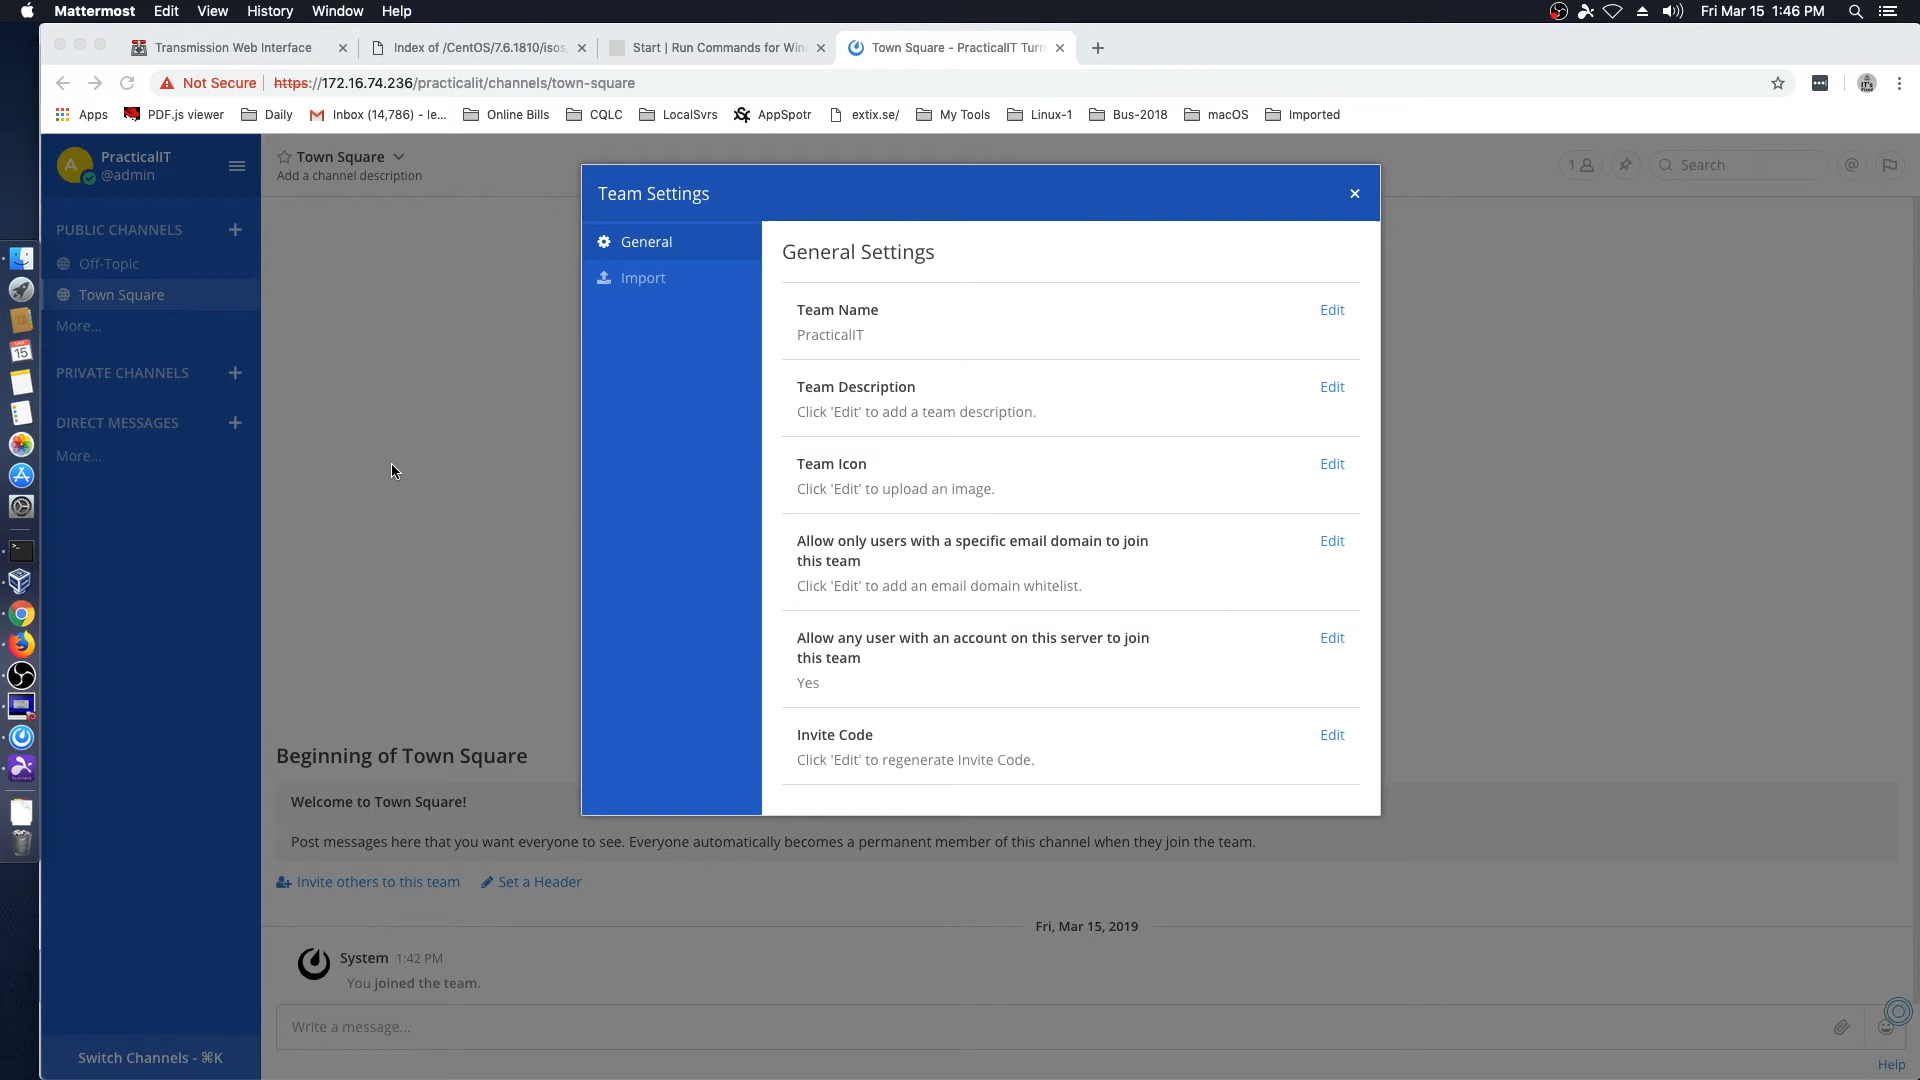 Mattermost Edit View History Window Help Fri Mar 15 1:46 PM
Transmission Web Interface
Index of /CentOS/7.6.1810/isos
Start | Run Commands for Win
Town Square - PracticalIT Turn
Not Secure https://172.16.74.236/practicalit/channels/town-square
Apps PDF.js viewer Daily Inbox (14,786) - le... Online Bills CQLC LocalSvrs AppSpotr extix.se/ My Tools Linux-1 Bus-2018 macOS Imported
PracticalIT
@admin
Town Square
Add a channel description
1
Search
PUBLIC CHANNELS
Off-Topic
Town Square
More...
PRIVATE CHANNELS
DIRECT MESSAGES
More...
Switch Channels - ⌘K
Team Settings
General
Import
General Settings
Team Name Edit
PracticalIT
Team Description Edit
Click 'Edit' to add a team description.
Team Icon Edit
Click 'Edit' to upload an image.
Allow only users with a specific email domain to join Edit
this team
Click 'Edit' to add an email domain whitelist.
Allow any user with an account on this server to join Edit
this team
Yes
Invite Code Edit
Click 'Edit' to regenerate Invite Code.
Beginning of Town Square
Welcome to Town Square!
Post messages here that you want everyone to see. Everyone automatically becomes a permanent member of this channel when they join the team.
Invite others to this team Set a Header
Fri, Mar 15, 2019
System 1:42 PM
You joined the team.
Write a message...
Help